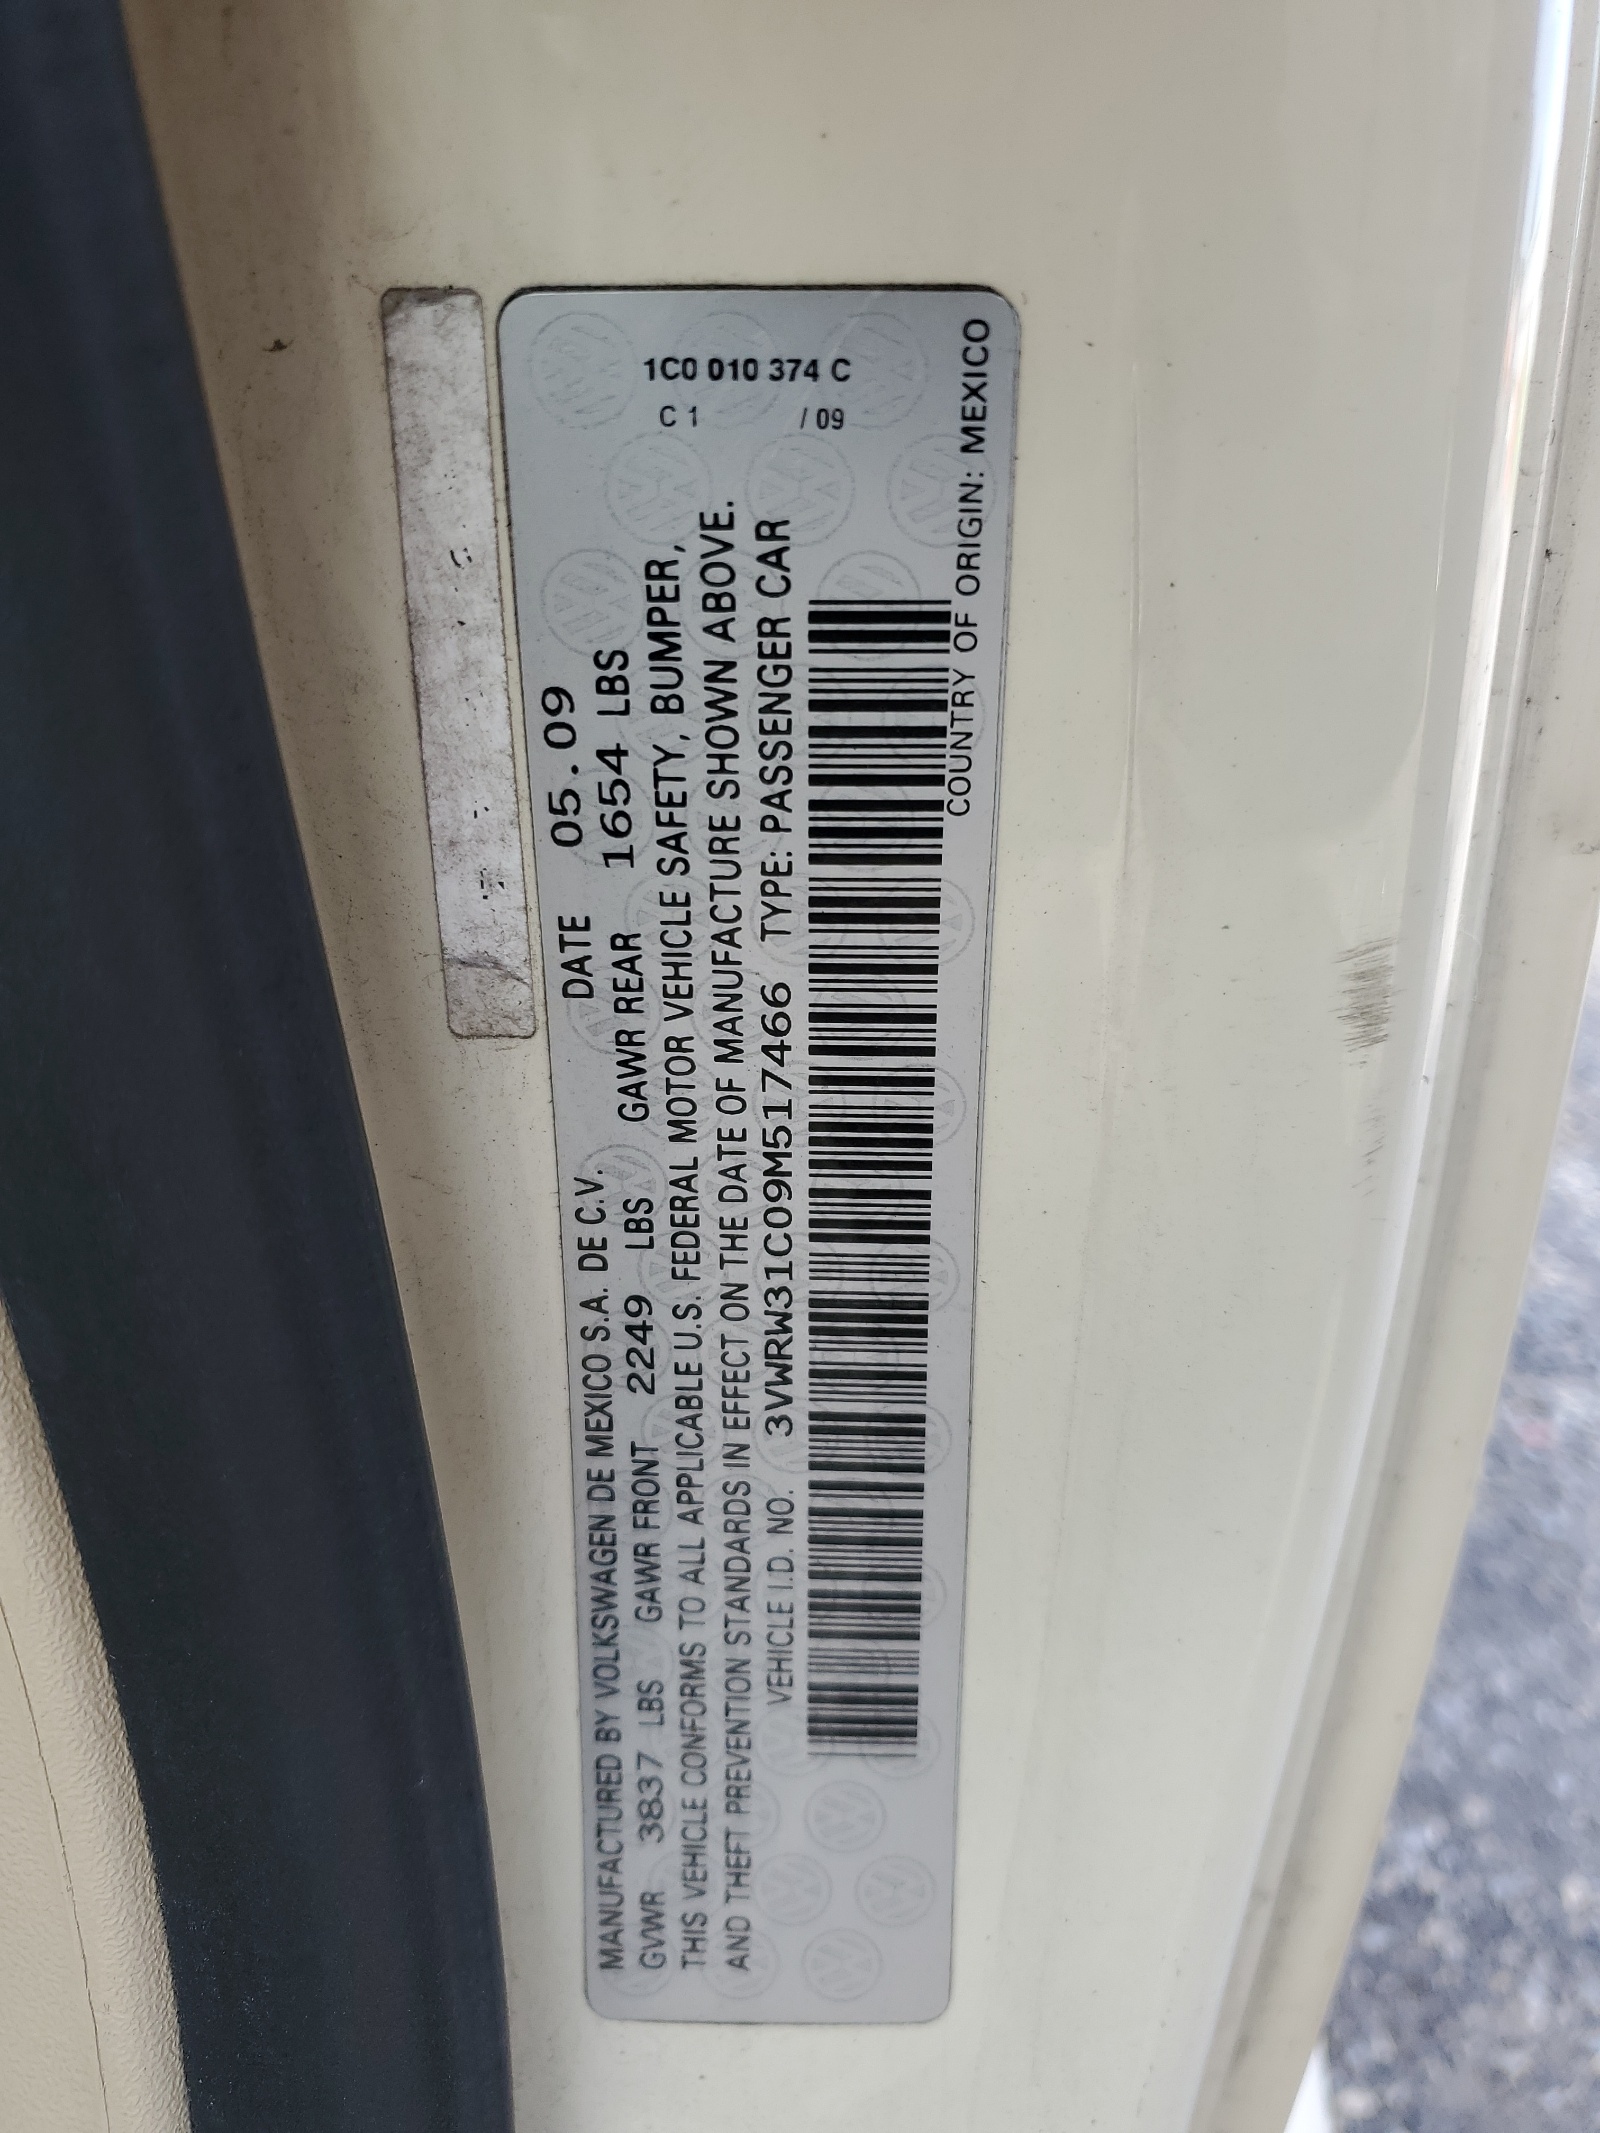 MANUFACTURED BY VOLKSWAGEN DE MEXICO S.A. DE C.V. DATE 05.09
GVWR 3837 LBS GAWR FRONT 2249 LBS GAWR REAR 1654 LBS
THIS VEHICLE CONFORMS TO ALL APPLICABLE U.S. FEDERAL MOTOR VEHICLE SAFETY, BUMPER,
AND THEFT PREVENTION STANDARDS IN EFFECT ON THE DATE OF MANUFACTURE SHOWN ABOVE.
VEHICLE I.D. NO. 3VWRW31C09M517466 TYPE: PASSENGER CAR
COUNTRY OF ORIGIN: MEXICO
1C0 010 374 C
C 1 / 09